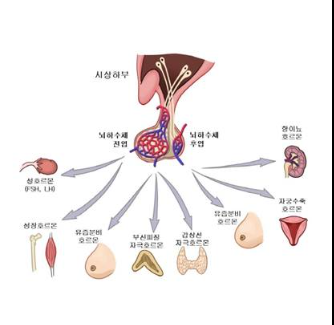 시상하부
뇌하수체
전엽
뇌하수체
후엽
항이뇨
호르몬
성호르몬
(FSH, LH)
자궁수축
호르몬
성장호르몬
유즙분비
호르몬
부신피질
자극호르몬
갑상선
자극호르몬
유즙분비
호르몬